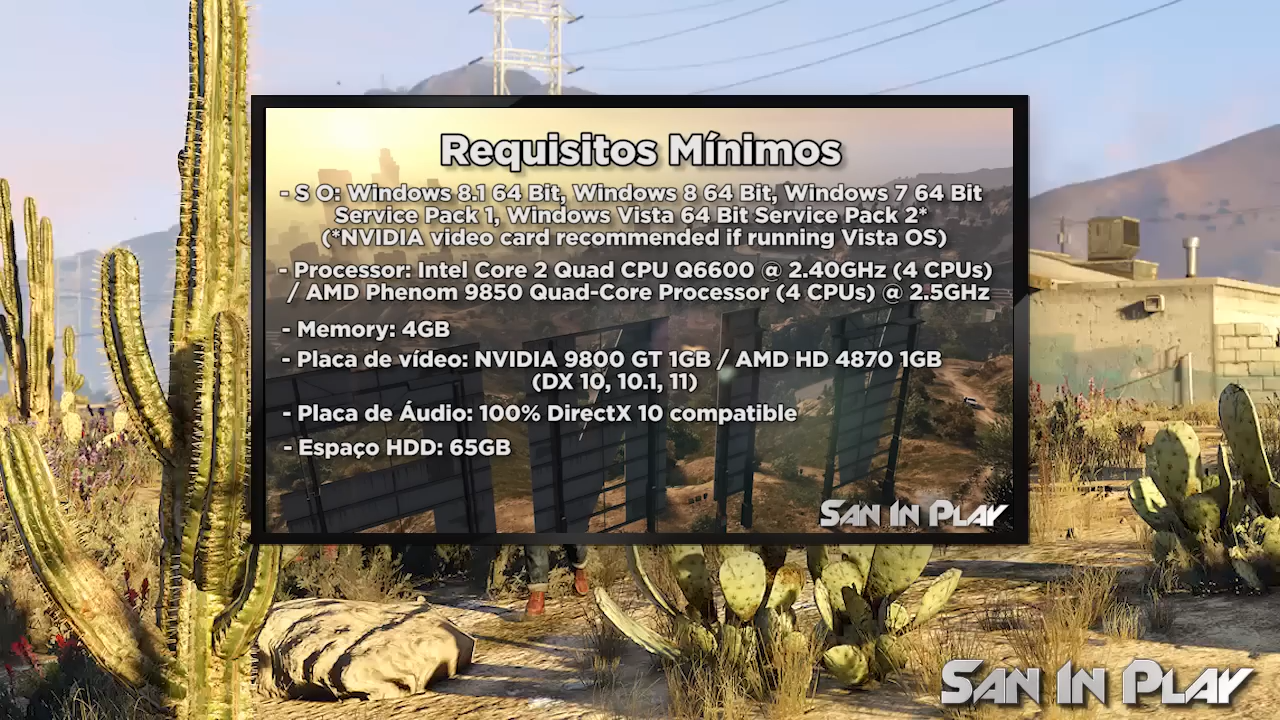 Requisitos Mínimos
- S O: Windows 8.1 64 Bit, Windows 8 64 Bit, Windows 7 64 Bit
Service Pack 1, Windows Vista 64 Bit Service Pack 2*
(*NVIDIA video card recommended if running Vista OS)
- Processor: Intel Core 2 Quad CPU Q6600 @ 2.40GHz (4 CPUs)
/ AMD Phenom 9850 Quad-Core Processor (4 CPUs) @ 2.5GHz
- Memory: 4GB
- Placa de vídeo: NVIDIA 9800 GT 1GB / AMD HD 4870 1GB
(DX 10, 10.1, 11)
- Placa de Áudio: 100% DirectX 10 compatible
- Espaço HDD: 65GB
San In Play
San In Play